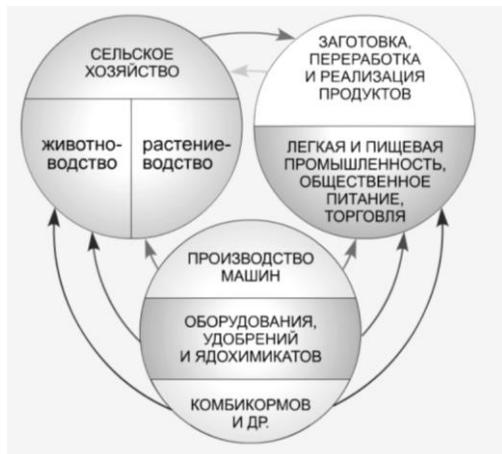 СЕЛЬСКОЕ
ХОЗЯЙСТВО
животно-
водство
растение-
водство
ЗАГОТОВКА,
ПЕРЕРАБОТКА
И РЕАЛИЗАЦИЯ
ПРОДУКТОВ
ЛЕГКАЯ И ПИЩЕВАЯ
ПРОМЫШЛЕННОСТЬ,
ОБЩЕСТВЕННОЕ
ПИТАНИЕ,
ТОРГОВЛЯ
ПРОИЗВОДСТВО
МАШИН
ОБОРУДОВАНИЯ,
УДОБРЕНИЙ
И ЯДОХИМИКАТОВ
КОМБИКОРМОВ
И ДР.